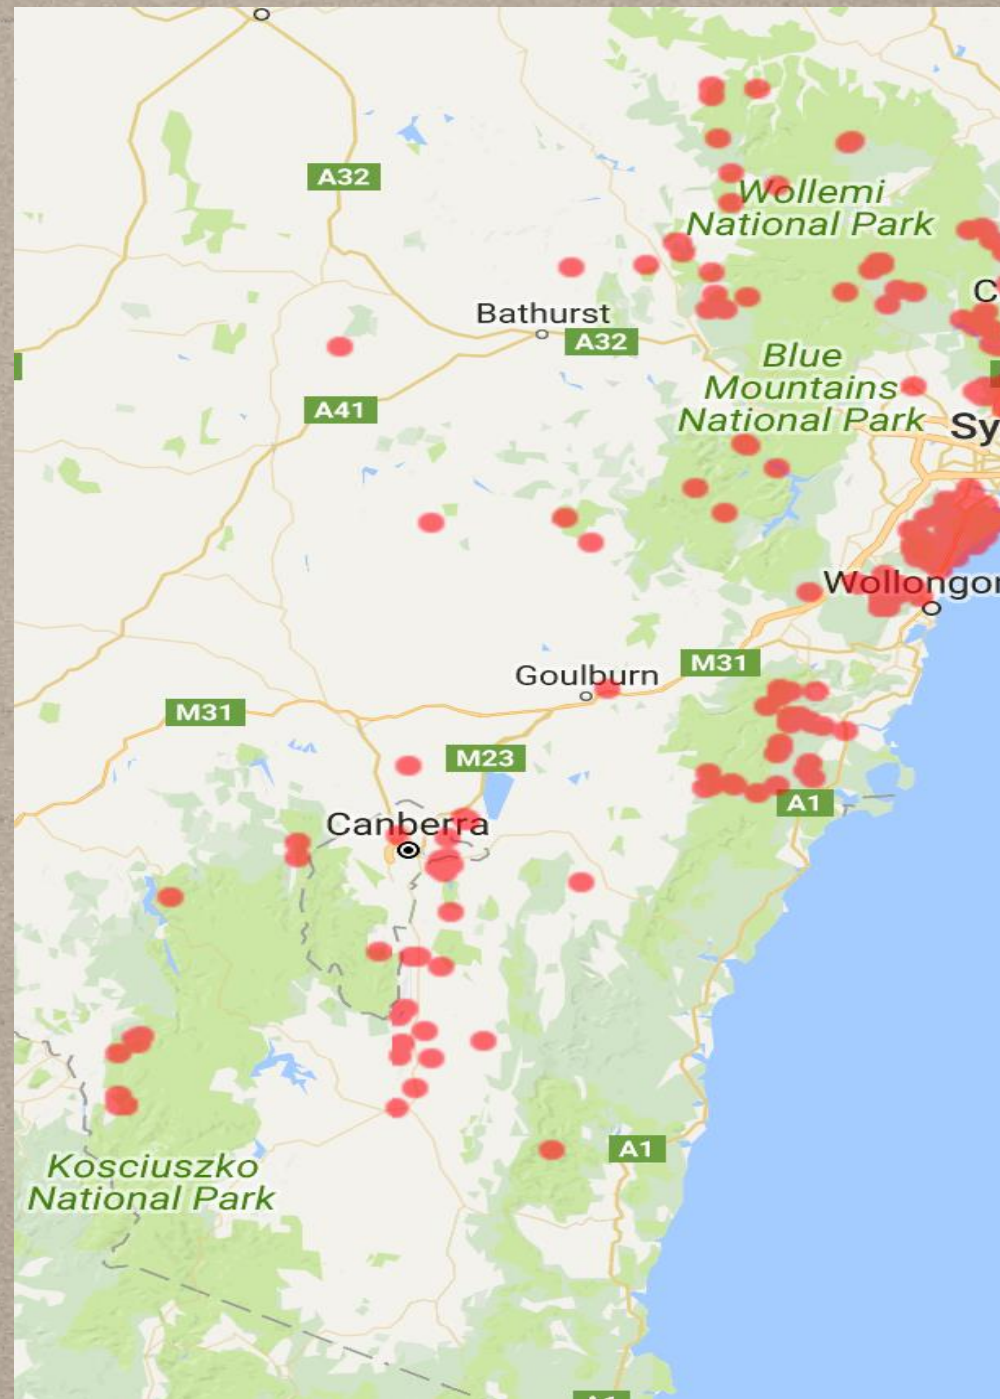 A32
Wollemi
National Park
C
Bathurst
A32
Blue
Mountains
National Park
A41
Sy
Wollongor
M31
Goulburn
M31
M23
A1
Canberra
A1
Kosciuszko
National Park